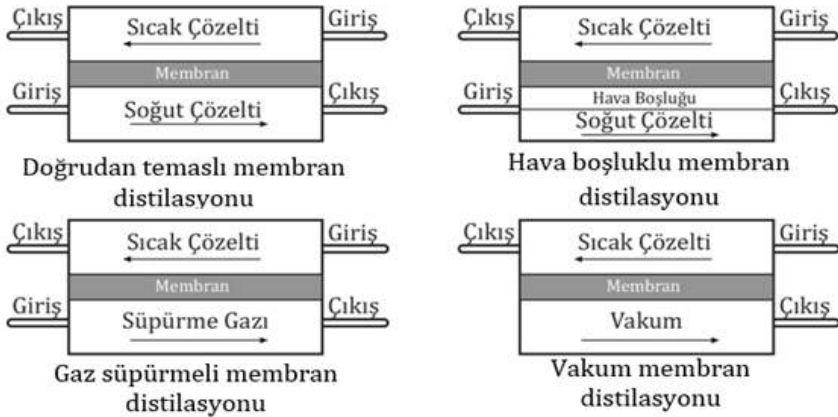 Çıkış Sıcak Çözelti Giriş
Membran
Giriş Soğut Çözelti Çıkış
Doğrudan temaslı membran
distilasyonu
Çıkış Sıcak Çözelti Giriş
Membran
Hava Boşluğu
Giriş Soğut Çözelti Çıkış
Hava boşluklu membran
distilasyonu
Çıkış Sıcak Çözelti Giriş
Membran
Giriş Süpürme Gazı Çıkış
Gaz süpürmeli membran
distilasyonu
Çıkış Sıcak Çözelti Giriş
Membran
Vakum Çıkış
Vakum membran
distilasyonu